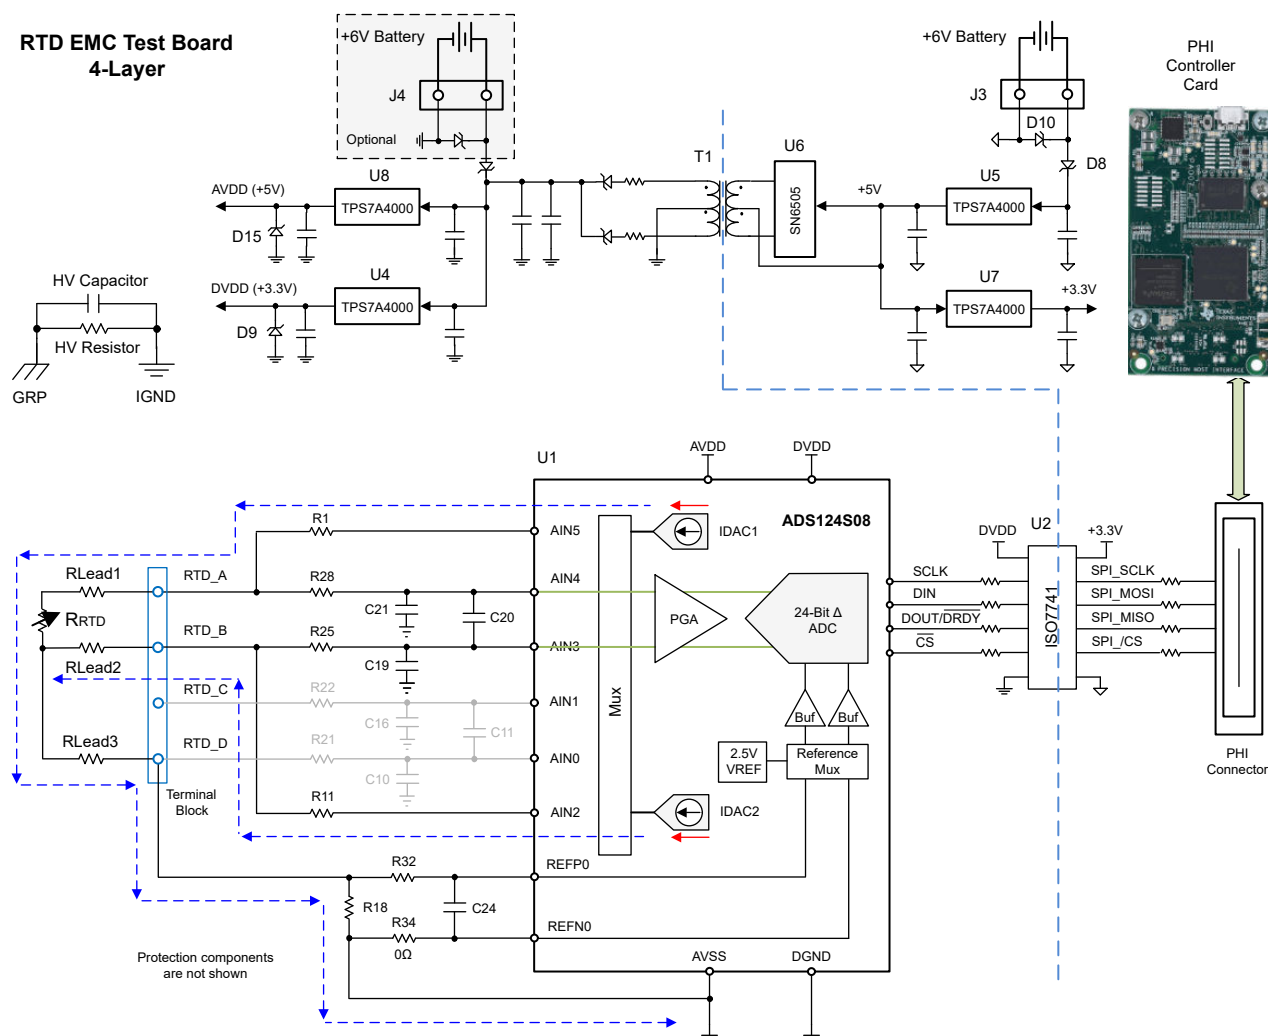 RTD EMC Test Board
4-Layer
+6V Battery
J4
Optional
+6V Battery
J3
D10
D8
PHI
Controller
Card
T1
U6
SN6505
+5V
U5
TPS7A4000
U7
TPS7A4000
+3.3V
U8
TPS7A4000
AVDD (+5V)
D15
U4
TPS7A4000
DVDD (+3.3V)
D9
HV Capacitor
HV Resistor
GRP
IGND
TEXAS
INSTRUMENTS
PRECISION HOST INTERFACE
U1
AVDD
DVDD
ADS124S08
R1
AIN5
IDAC1
RLead1
RTD_A
R28
AIN4
C21
C20
RRTD
RTD_B
R25
AIN3
C19
RLead2
RTD_C
R22
AIN1
C16
C11
RLead3
RTD_D
R21
AIN0
C10
Terminal
Block
R11
AIN2
IDAC2
Mux
PGA
24-Bit Δ
ADC
Buf
Buf
2.5V
VREF
Reference
Mux
R32
REFP0
R18
C24
R34
0Ω
REFN0
AVSS
DGND
Protection components
are not shown
SCLK
DIN
DOUT/DRDY
CS
DVDD
U2
+3.3V
ISO7741
SPI_SCLK
SPI_MOSI
SPI_MISO
SPI_/CS
PHI
Connector